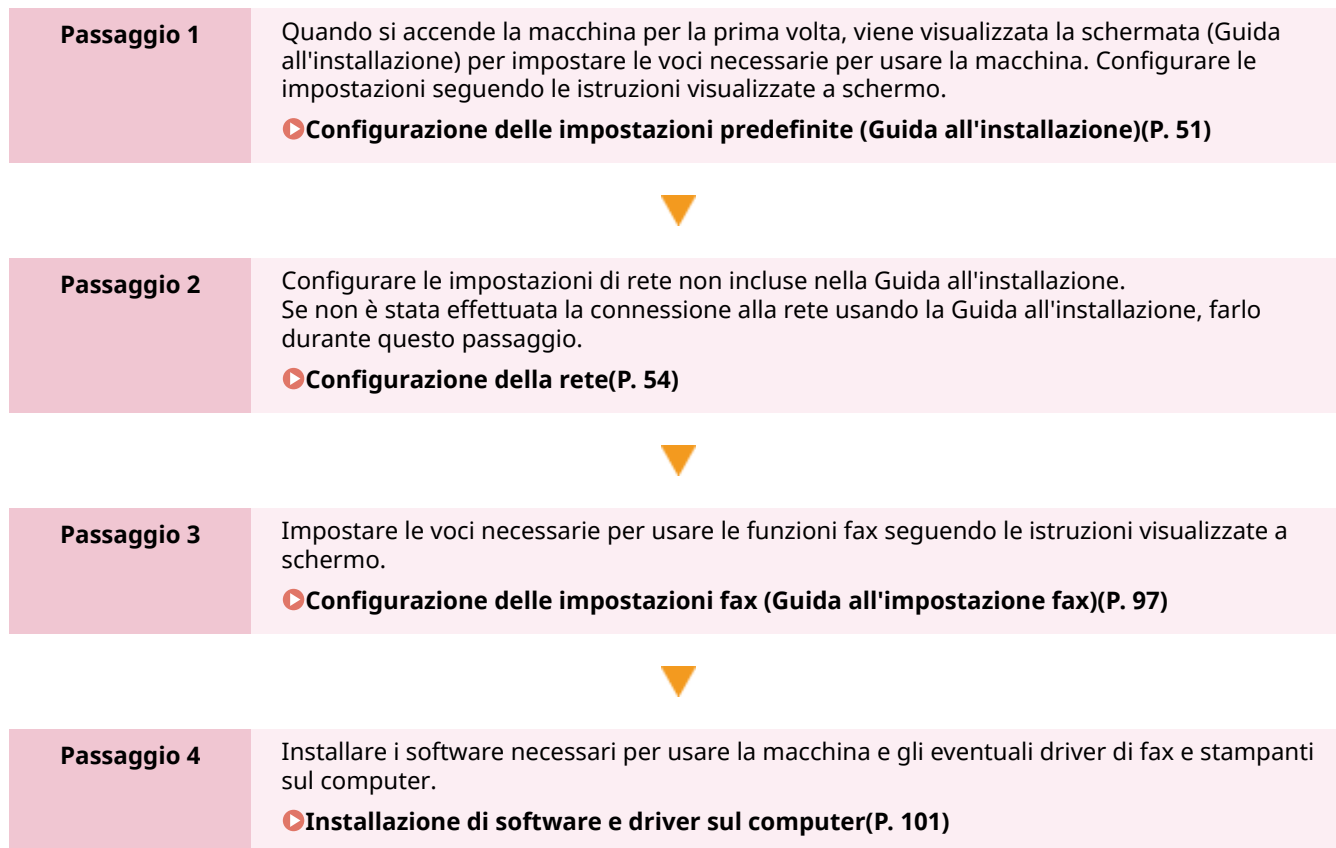 Passaggio 1
Quando si accende la macchina per la prima volta, viene visualizzata la schermata (Guida
all'installazione) per impostare le voci necessarie per usare la macchina. Configurare le
impostazioni seguendo le istruzioni visualizzate a schermo.
Configurazione delle impostazioni predefinite (Guida all'installazione)(P. 51)
Passaggio 2
Configurare le impostazioni di rete non incluse nella Guida all'installazione.
Se non è stata effettuata la connessione alla rete usando la Guida all'installazione, farlo
durante questo passaggio.
Configurazione della rete(P. 54)
Passaggio 3
Impostare le voci necessarie per usare le funzioni fax seguendo le istruzioni visualizzate a
schermo.
Configurazione delle impostazioni fax (Guida all'impostazione fax)(P. 97)
Passaggio 4
Installare i software necessari per usare la macchina e gli eventuali driver di fax e stampanti
sul computer.
Installazione di software e driver sul computer(P. 101)